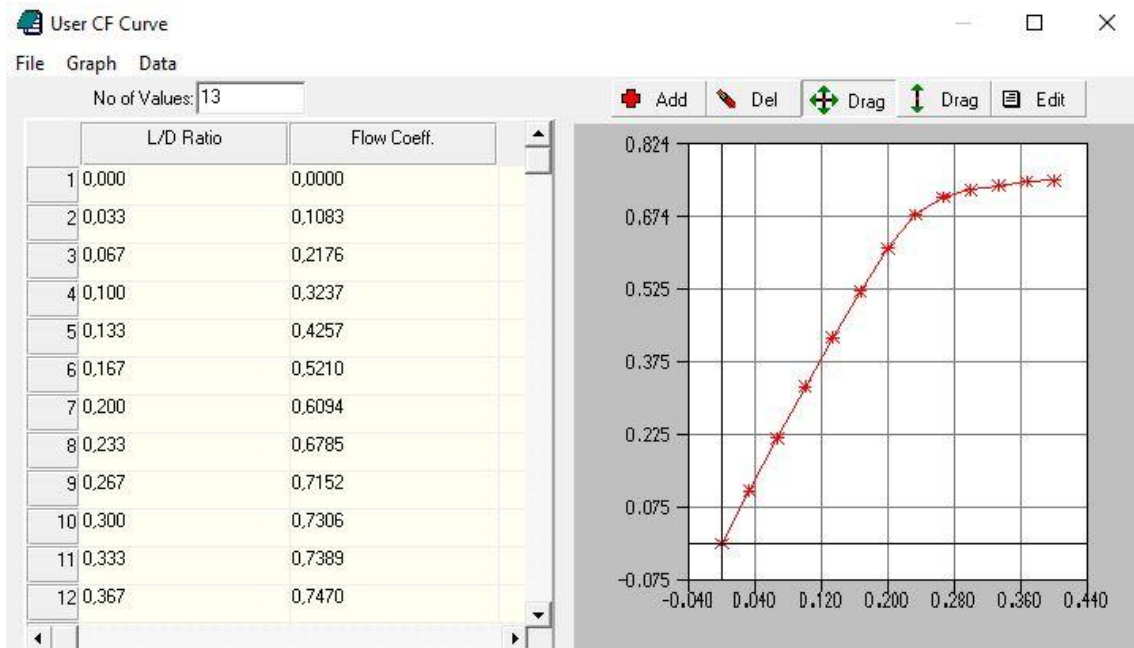 User CF Curve
File Graph Data
No of Values: 13
Add Del Drag Drag Edit
L/D Ratio Flow Coeff.
1 0,000 0,0000
2 0,033 0,1083
3 0,067 0,2176
4 0,100 0,3237
5 0,133 0,4257
6 0,167 0,5210
7 0,200 0,6094
8 0,233 0,6785
9 0,267 0,7152
10 0,300 0,7306
11 0,333 0,7389
12 0,367 0,7470
0.824
0.674
0.525
0.375
0.225
0.075
-0.075
-0.040 0.040 0.120 0.200 0.280 0.360 0.440